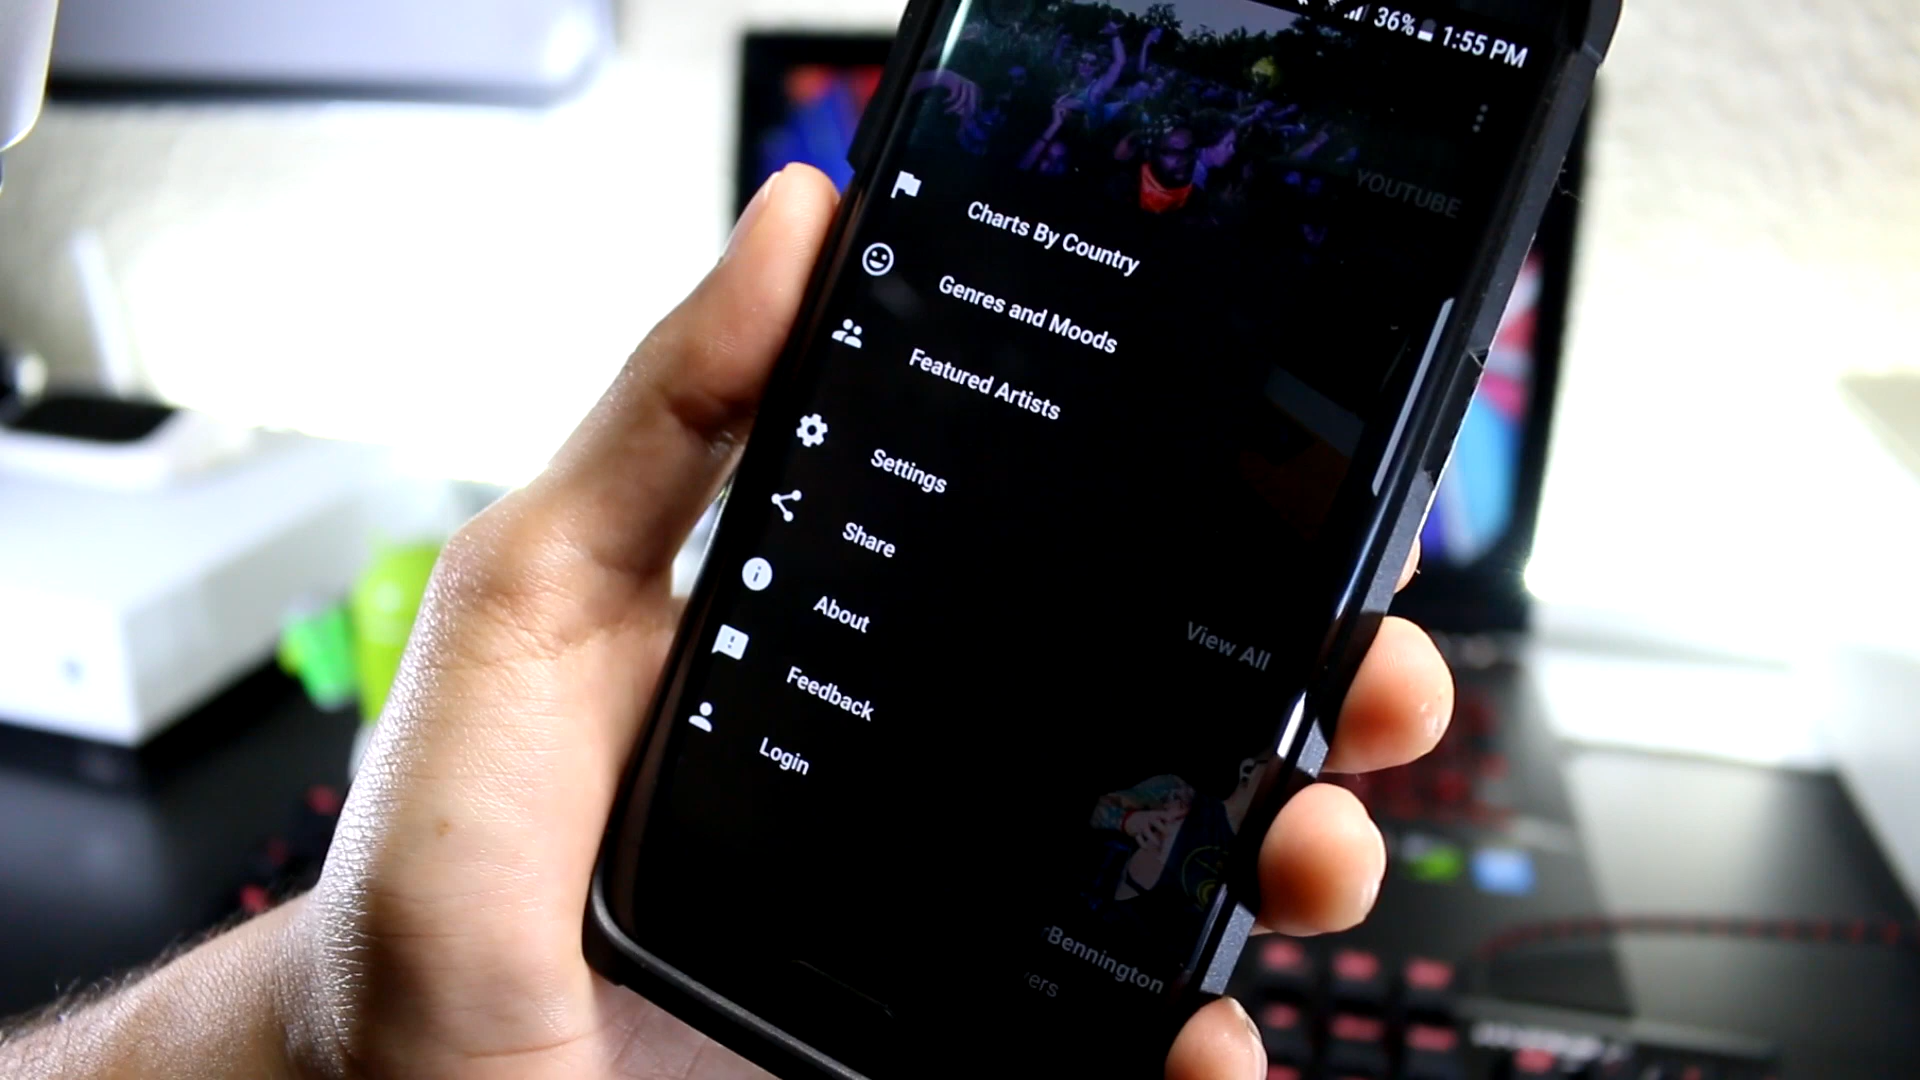 36% 1:55 PM
YOUTUBE
Charts By Country
Genres and Moods
Featured Artists
Settings
Share
About
View All
Feedback
Login
Bennington